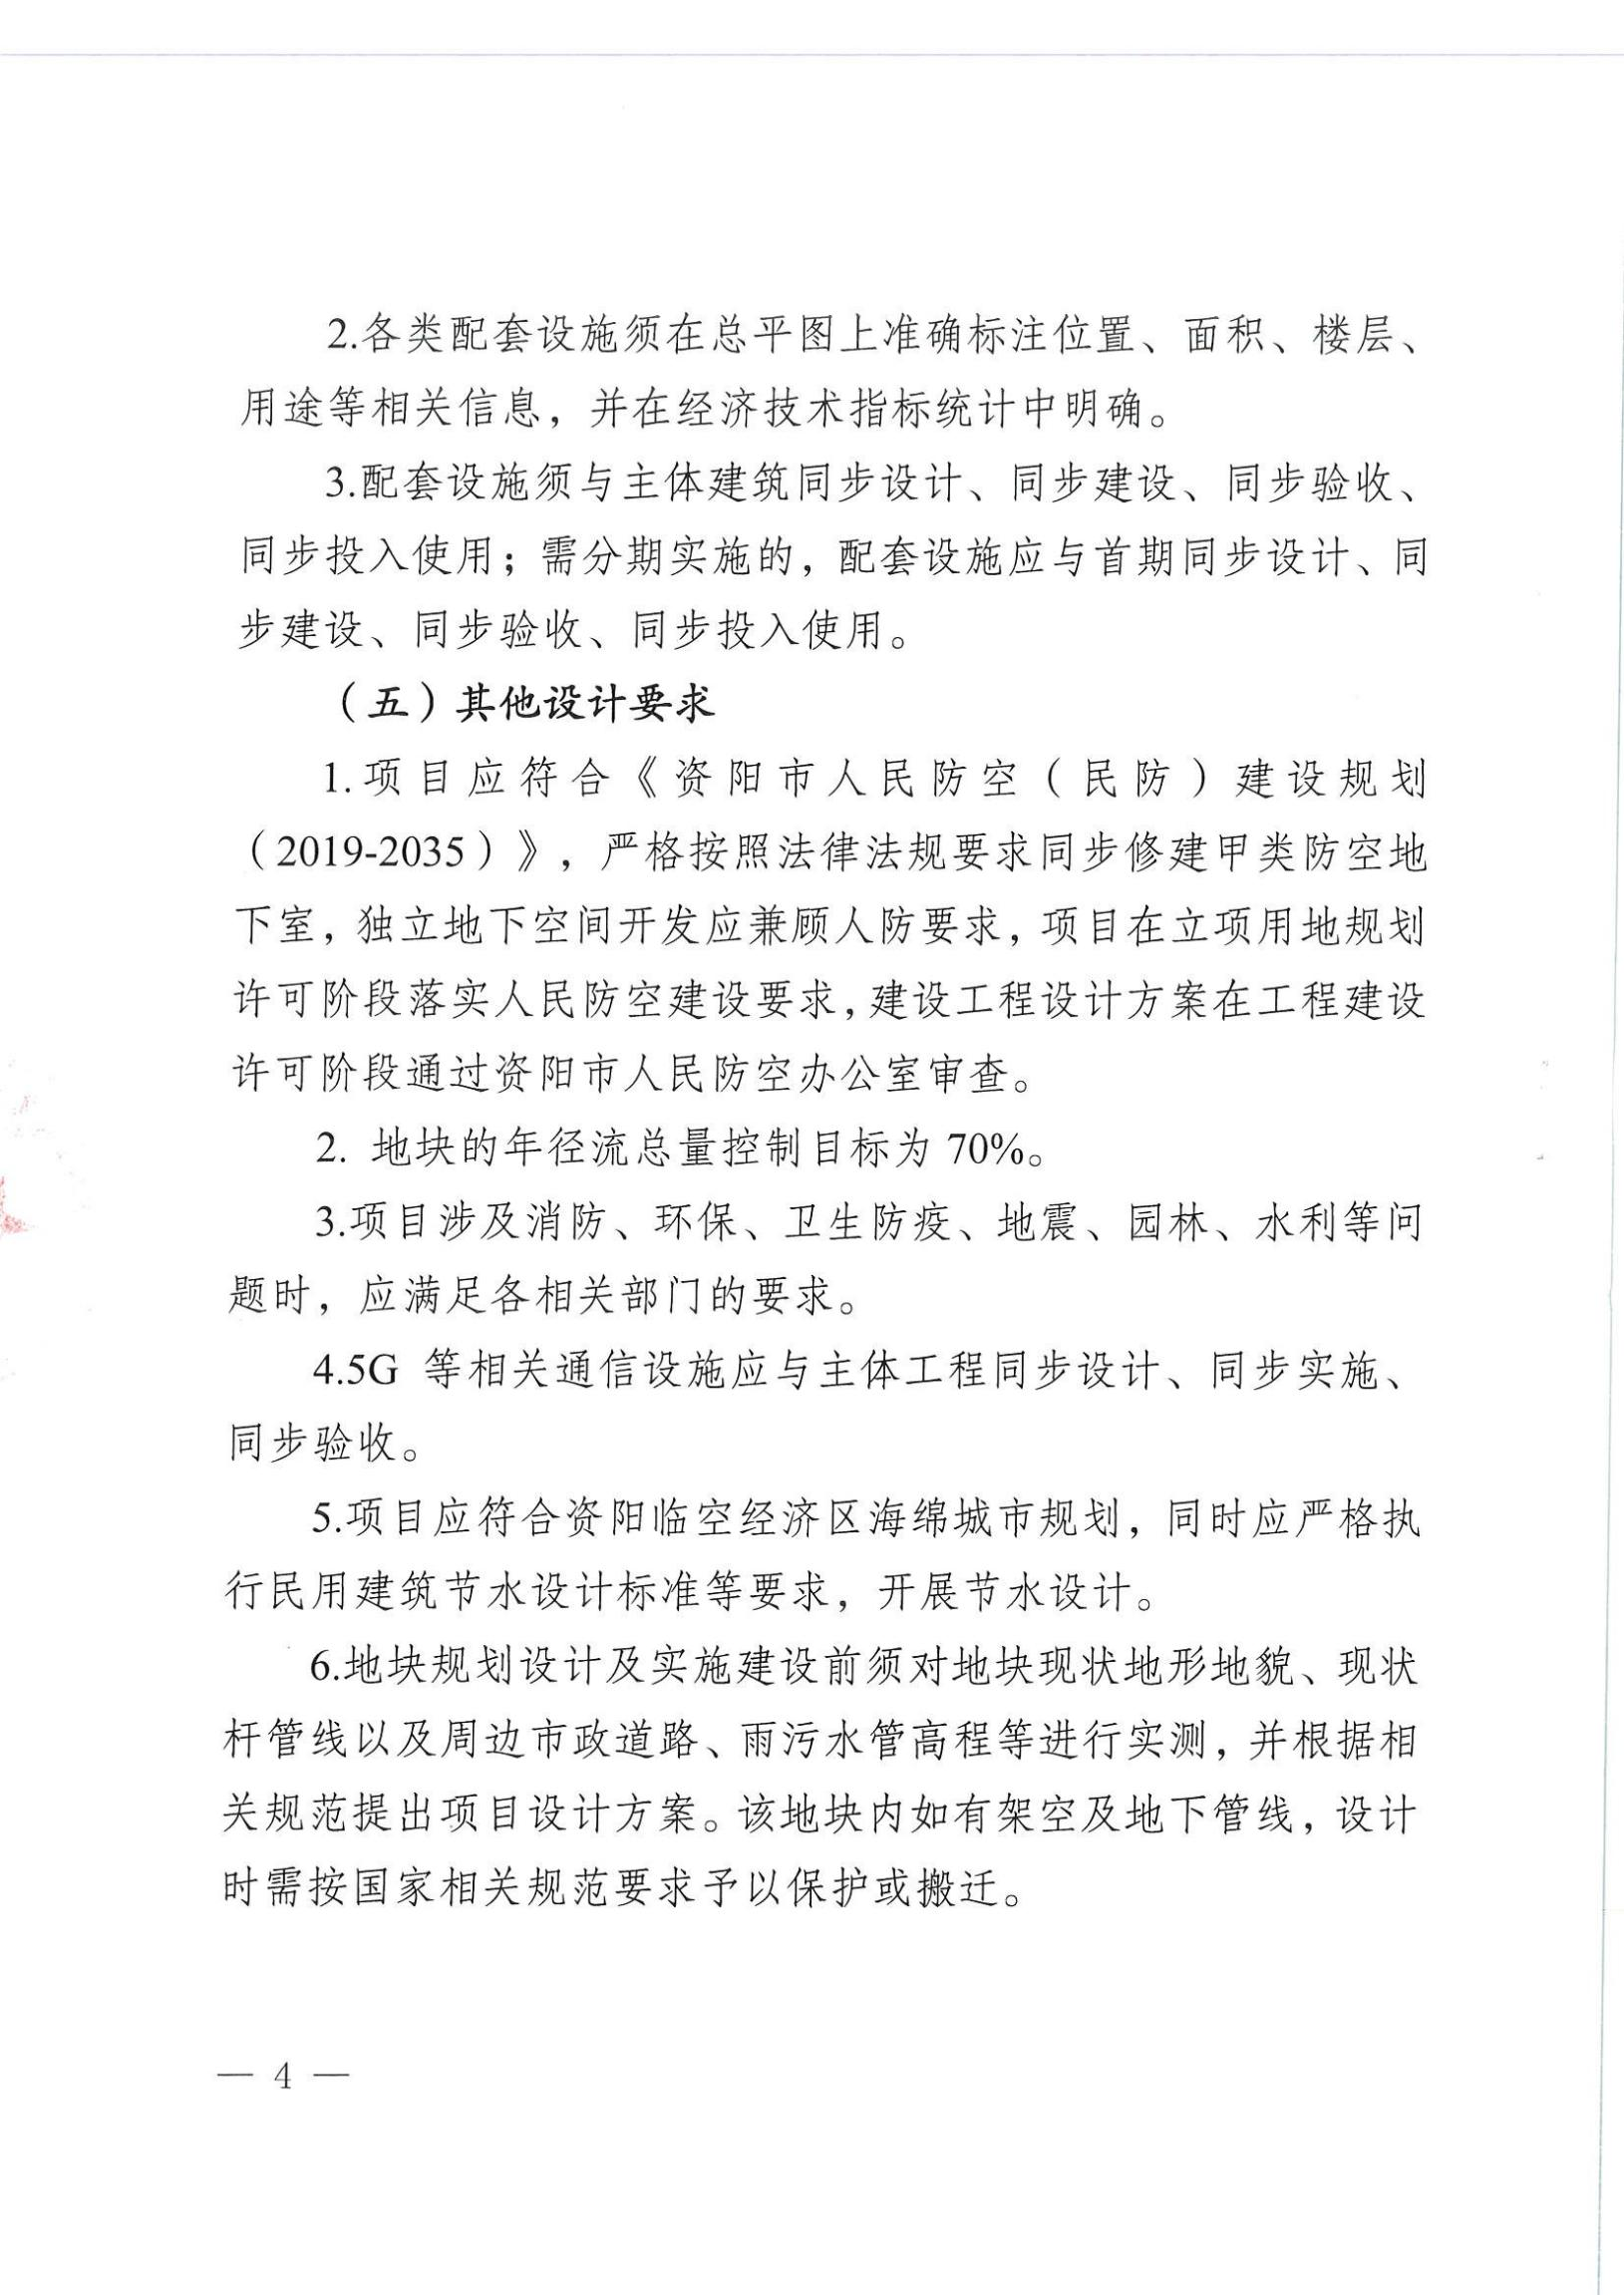 2.各类配套设施须在总平图上准确标注位置、面积、楼层、
用途等相关信息，并在经济技术指标统计中明确。
3.配套设施须与主体建筑同步设计、同步建设、同步验收、
同步投入使用；需分期实施的，配套设施应与首期同步设计、同
步建设、同步验收、同步投入使用。
（五）其他设计要求
1.项目应符合《资阳市人民防空（民防）建设规划
（2019-2035）》，严格按照法律法规要求同步修建甲类防空地
下室，独立地下空间开发应兼顾人防要求，项目在立项用地规划
许可阶段落实人民防空建设要求，建设工程设计方案在工程建设
许可阶段通过资阳市人民防空办公室审查。
2. 地块的年径流总量控制目标为 70%。
3.项目涉及消防、环保、卫生防疫、地震、园林、水利等问
题时，应满足各相关部门的要求。
4.5G 等相关通信设施应与主体工程同步设计、同步实施、
同步验收。
5.项目应符合资阳临空经济区海绵城市规划，同时应严格执
行民用建筑节水设计标准等要求，开展节水设计。
6.地块规划设计及实施建设前须对地块现状地形地貌、现状
杆管线以及周边市政道路、雨污水管高程等进行实测，并根据相
关规范提出项目设计方案。该地块内如有架空及地下管线，设计
时需按国家相关规范要求予以保护或搬迁。
— 4 —